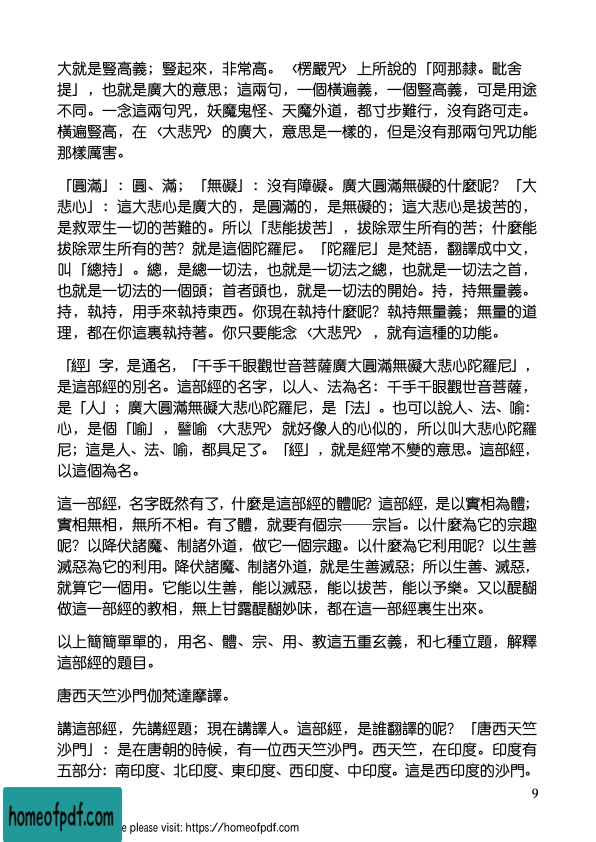 大就是豎高義；豎起來，非常高。〈楞嚴咒〉上所說的「阿那隸。毗舍
提」，也就是廣大的意思；這兩句，一個橫遍義，一個豎高義，可是用途
不同。一念這兩句咒，妖魔鬼怪、天魔外道，都寸步難行，沒有路可走。
橫遍豎高，在〈大悲咒〉的廣大，意思是一樣的，但是沒有那兩句咒功能
那樣厲害。
「圓滿」：圓、滿；「無礙」：沒有障礙。廣大圓滿無礙的什麼呢？「大
悲心」：這大悲心是廣大的，是圓滿的，是無礙的；這大悲心是拔苦的，
是救眾生一切的苦難的。所以「悲能拔苦」，拔除眾生所有的苦；什麼能
拔除眾生所有的苦？就是這個陀羅尼。「陀羅尼」是梵語，翻譯成中文，
叫「總持」。總，是總一切法，也就是一切法之總，也就是一切法之首，
也就是一切法的一個頭；首者頭也，就是一切法的開始。持，持無量義。
持，執持，用手來執持東西。你現在執持什麼呢？執持無量義；無量的道
理，都在你這裏執持著。你只要能念〈大悲咒〉，就有這種的功能。
「經」字，是通名，「千手千眼觀世音菩薩廣大圓滿無礙大悲心陀羅尼」，
是這部經的別名。這部經的名字，以人、法為名：千手千眼觀世音菩薩，
是「人」；廣大圓滿無礙大悲心陀羅尼，是「法」。也可以說人、法、喻：
心，是個「喻」，譬喻〈大悲咒〉就好像人的心似的，所以叫大悲心陀羅
尼；這是人、法、喻，都具足了。「經」，就是經常不變的意思。這部經，
以這個為名。
這一部經，名字既然有了，什麼是這部經的體呢？這部經，是以實相為體；
實相無相，無所不相。有了體，就要有個宗──宗旨。以什麼為它的宗趣
呢？以降伏諸魔、制諸外道，做它一個宗趣。以什麼為它利用呢？以生善
滅惡為它的利用。降伏諸魔、制諸外道，就是生善滅惡；所以生善、滅惡，
就算它一個用。它能以生善，能以滅惡，能以拔苦，能以予樂。又以醍醐
做這一部經的教相，無上甘露醍醐妙味，都在這一部經裏生出來。
以上簡簡單單的，用名、體、宗、用、教這五重玄義，和七種立題，解釋
這部經的題目。
唐西天竺沙門伽梵達摩譯。
講這部經，先講經題；現在講譯人。這部經，是誰翻譯的呢？「唐西天竺
沙門」：是在唐朝的時候，有一位西天竺沙門。西天竺，在印度。印度有
五部分：南印度、北印度、東印度、西印度、中印度。這是西印度的沙門。
9
homeofpdf.com
e please visit: https://homeofpdf.com